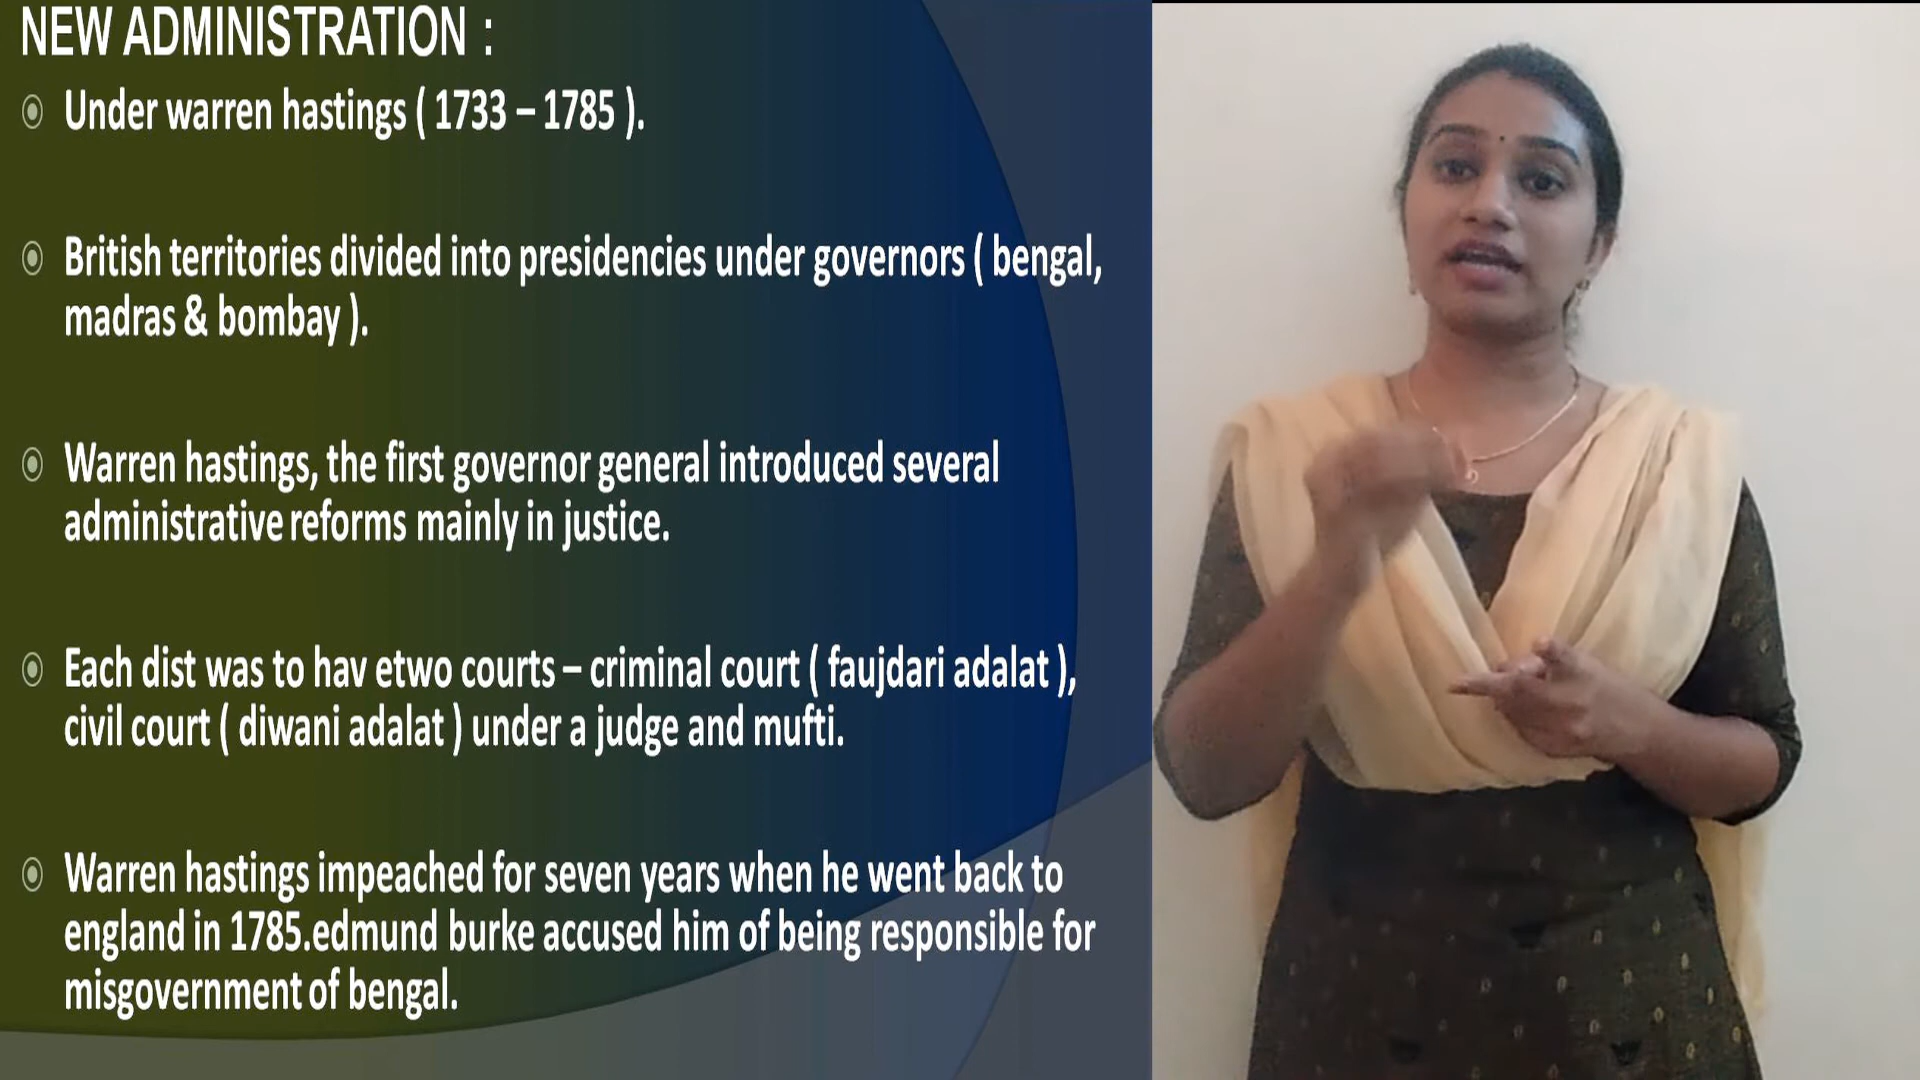 NEW ADMINISTRATION :
Under warren hastings ( 1733 – 1785 ).
British territories divided into presidencies under governors ( bengal,
madras & bombay ).
Warren hastings, the first governor general introduced several
administrative reforms mainly in justice.
Each dist was to hav etwo courts – criminal court ( faujdari adalat ),
civil court ( diwani adalat ) under a judge and mufti.
Warren hastings impeached for seven years when he went back to
england in 1785.edmund burke accused him of being responsible for
misgovernment of bengal.